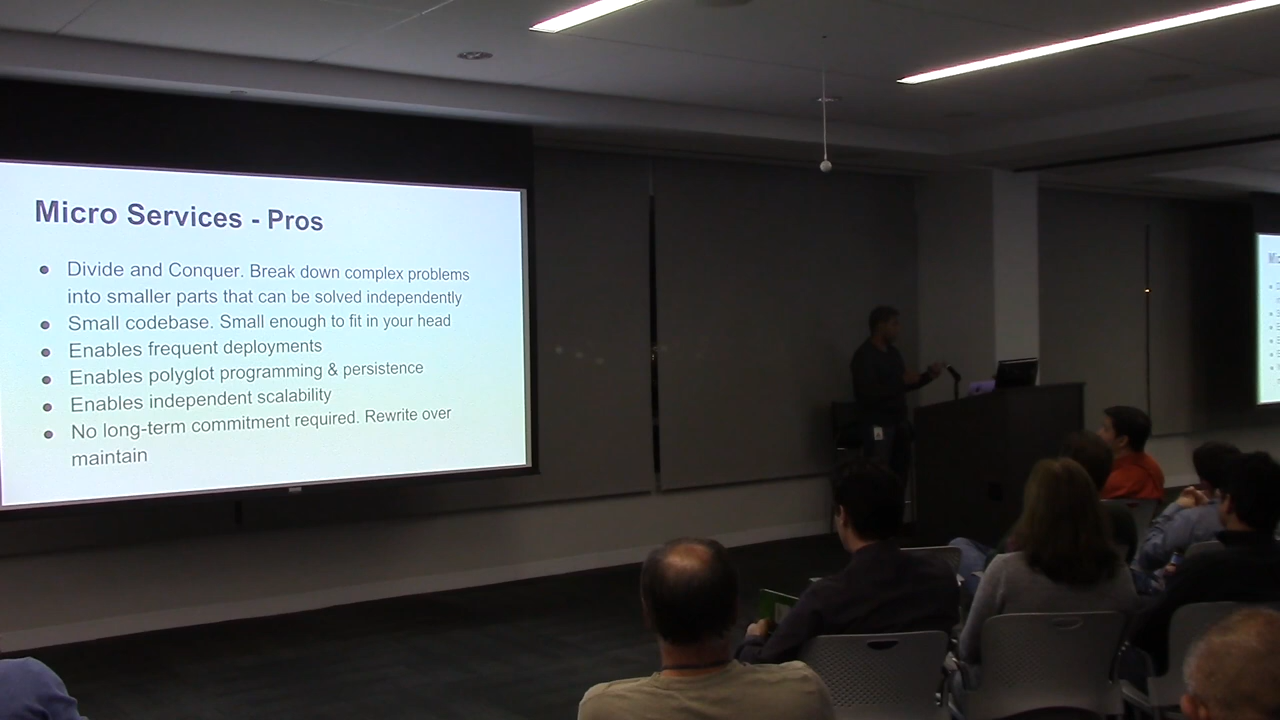 Micro Services - Pros
● Divide and Conquer. Break down complex problems
into smaller parts that can be solved independently
● Small codebase. Small enough to fit in your head
● Enables frequent deployments
● Enables polyglot programming & persistence
● Enables independent scalability
● No long-term commitment required. Rewrite over
maintain